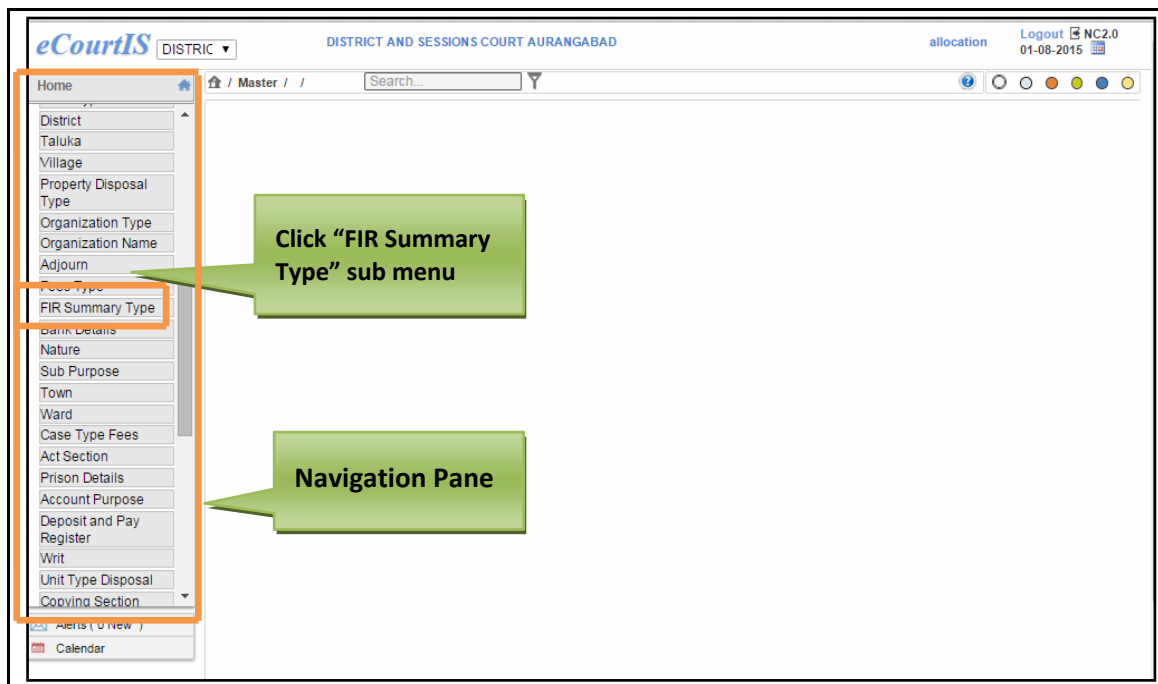 eCourtIS DISTRIC
DISTRICT AND SESSIONS COURT AURANGABAD
allocation
Logout NC2.0
01-08-2015
Home
/ Master / /
Search...
District
Taluka
Village
Property Disposal
Type
Organization Type
Organization Name
Adjourn
Fees Type
FIR Summary Type
Bank Details
Nature
Sub Purpose
Town
Ward
Case Type Fees
Act Section
Prison Details
Account Purpose
Deposit and Pay
Register
Writ
Unit Type Disposal
Copying Section
Alerts ( 0 New )
Calendar
Click “FIR Summary
Type” sub menu
Navigation Pane